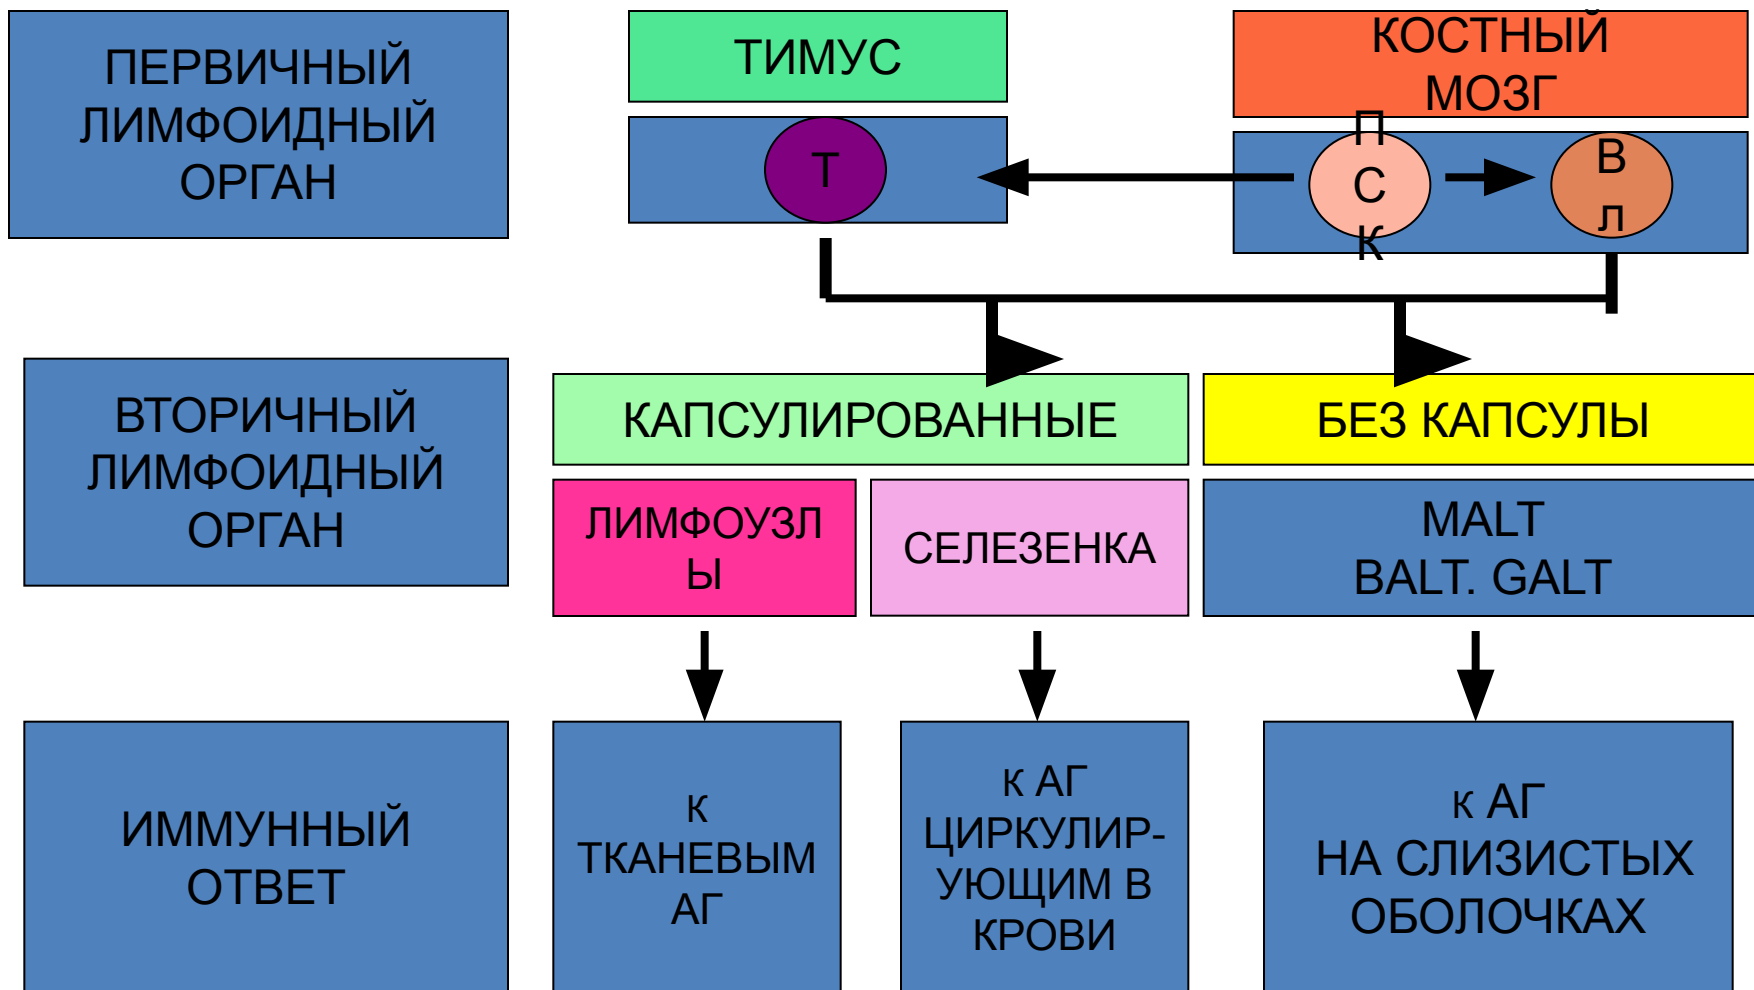 ПЕРВИЧНЫЙ
ЛИМФОИДНЫЙ
ОРГАН
ТИМУС
КОСТНЫЙ
МОЗГ
Т
П
С
К
В
л
ВТОРИЧНЫЙ
ЛИМФОИДНЫЙ
ОРГАН
КАПСУЛИРОВАННЫЕ
БЕЗ КАПСУЛЫ
ЛИМФОУЗЛ
Ы
СЕЛЕЗЕНКА
MALT
BALT. GALT
ИММУННЫЙ
ОТВЕТ
К
ТКАНЕВЫМ
АГ
К АГ
ЦИРКУЛИР-
УЮЩИМ В
КРОВИ
К АГ
НА СЛИЗИСТЫХ
ОБОЛОЧКАХ